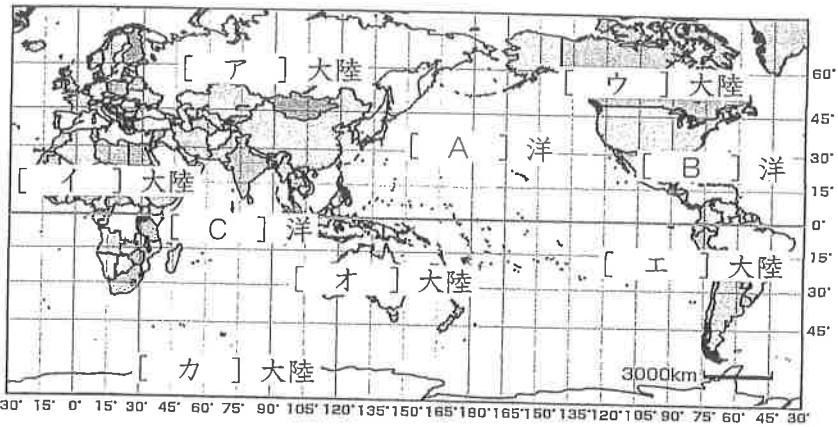 [ ア ] 大陸
[ ウ ] 大陸
60°
45°
[ A ] 洋
30°
[ B ] 洋
[ イ ] 大陸
15°
[ C ] 洋
0°
[ エ ] 大陸
15°
[ オ ] 大陸
30°
45°
[ カ ] 大陸
3000km
30° 15° 0° 15° 30° 45° 60° 75° 90° 105° 120° 135° 150° 165° 180° 165° 150° 135° 120° 105° 90° 75° 60° 45° 30°